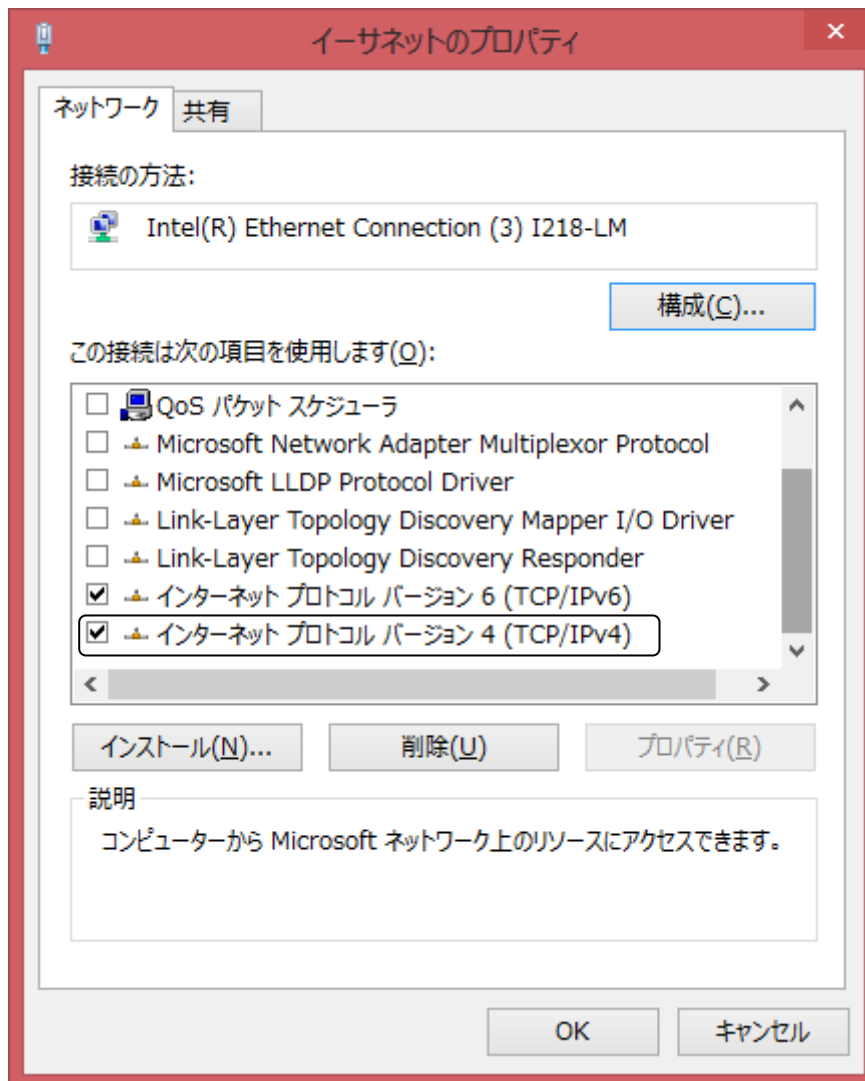 イーサネットのプロパティ
ネットワーク 共有
接続の方法:
Intel(R) Ethernet Connection (3) I218-LM
構成(C)...
この接続は次の項目を使用します(O):
QoS パケット スケジューラ
Microsoft Network Adapter Multiplexor Protocol
Microsoft LLDP Protocol Driver
Link-Layer Topology Discovery Mapper I/O Driver
Link-Layer Topology Discovery Responder
インターネット プロトコル バージョン 6 (TCP/IPv6)
インターネット プロトコル バージョン 4 (TCP/IPv4)
インストール(N)... 削除(U) プロパティ(R)
説明
コンピューターから Microsoft ネットワーク上のリソースにアクセスできます。
OK キャンセル